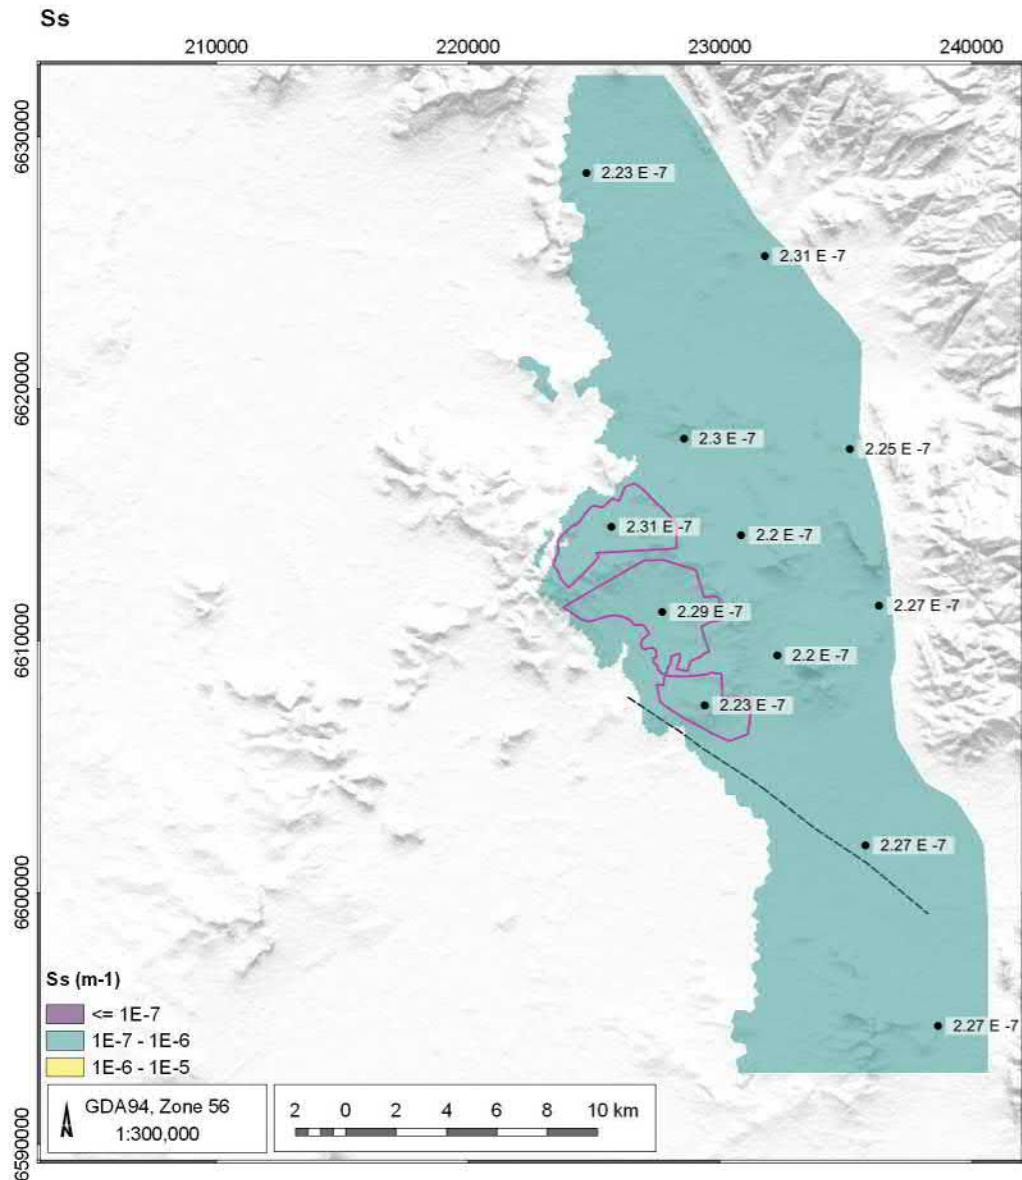 Ss
210000 220000 230000 240000
6630000
2.23 E -7
2.31 E -7
6620000
2.3 E -7
2.25 E -7
2.31 E -7
2.2 E -7
2.27 E -7
2.29 E -7
6610000
2.2 E -7
2.23 E -7
2.27 E -7
6600000
2.27 E -7
Ss (m-1)
<= 1E-7
1E-7 - 1E-6
1E-6 - 1E-5
GDA94, Zone 56
1:300,000
2 0 2 4 6 8 10 km
6590000